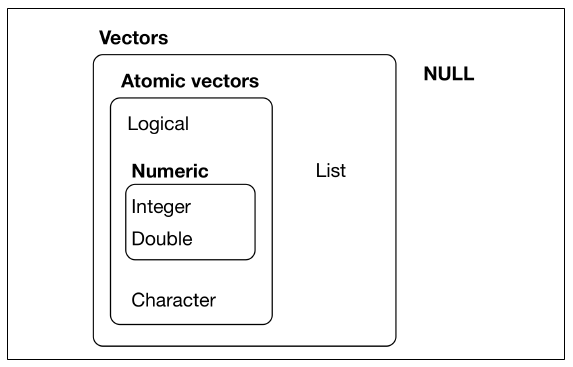 Vectors
NULL
Atomic vectors
Logical
Numeric
List
Integer
Double
Character